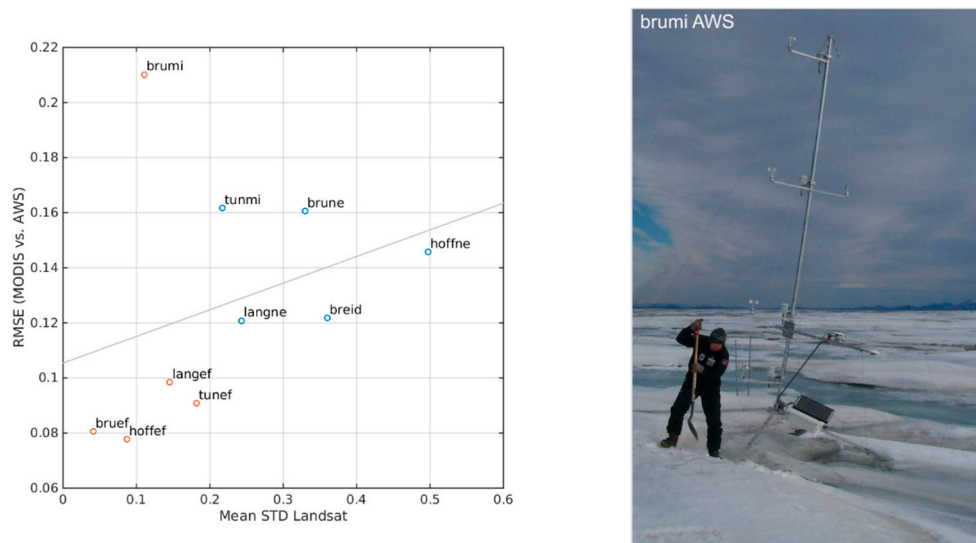 brumi AWS
0.22
0.2
0.18
0.16
0.14
0.12
0.1
0.08
0.06
RMSE (MODIS vs. AWS)
brumi
tunmi
brune
hoffne
langne
breid
langef
tunef
bruef
hoffef
0
0.1
0.2
0.3
0.4
0.5
0.6
Mean STD Landsat